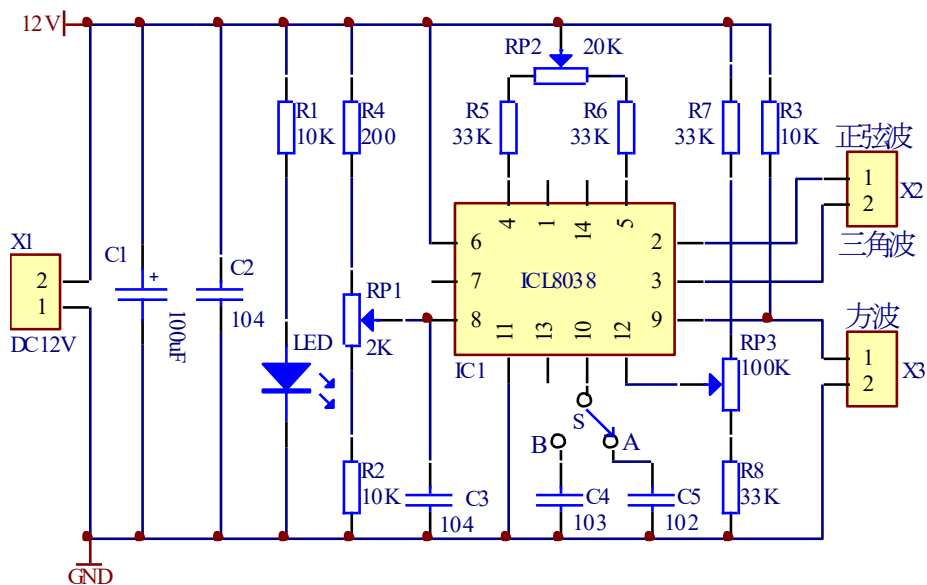 12V
RP2
20K
R1
10K
R4
200
R5
33K
R6
33K
R7
33K
R3
10K
正弦波
1
2
X2
三角波
4
1
14
5
6
7
8
2
3
9
ICL8038
11
13
10
12
IC1
X1
2
1
DC12V
C1
+
100uF
C2
104
LED
RP1
2K
RP3
100K
方波
1
2
X3
S
B
A
R2
10K
C3
104
C4
103
C5
102
R8
33K
GND